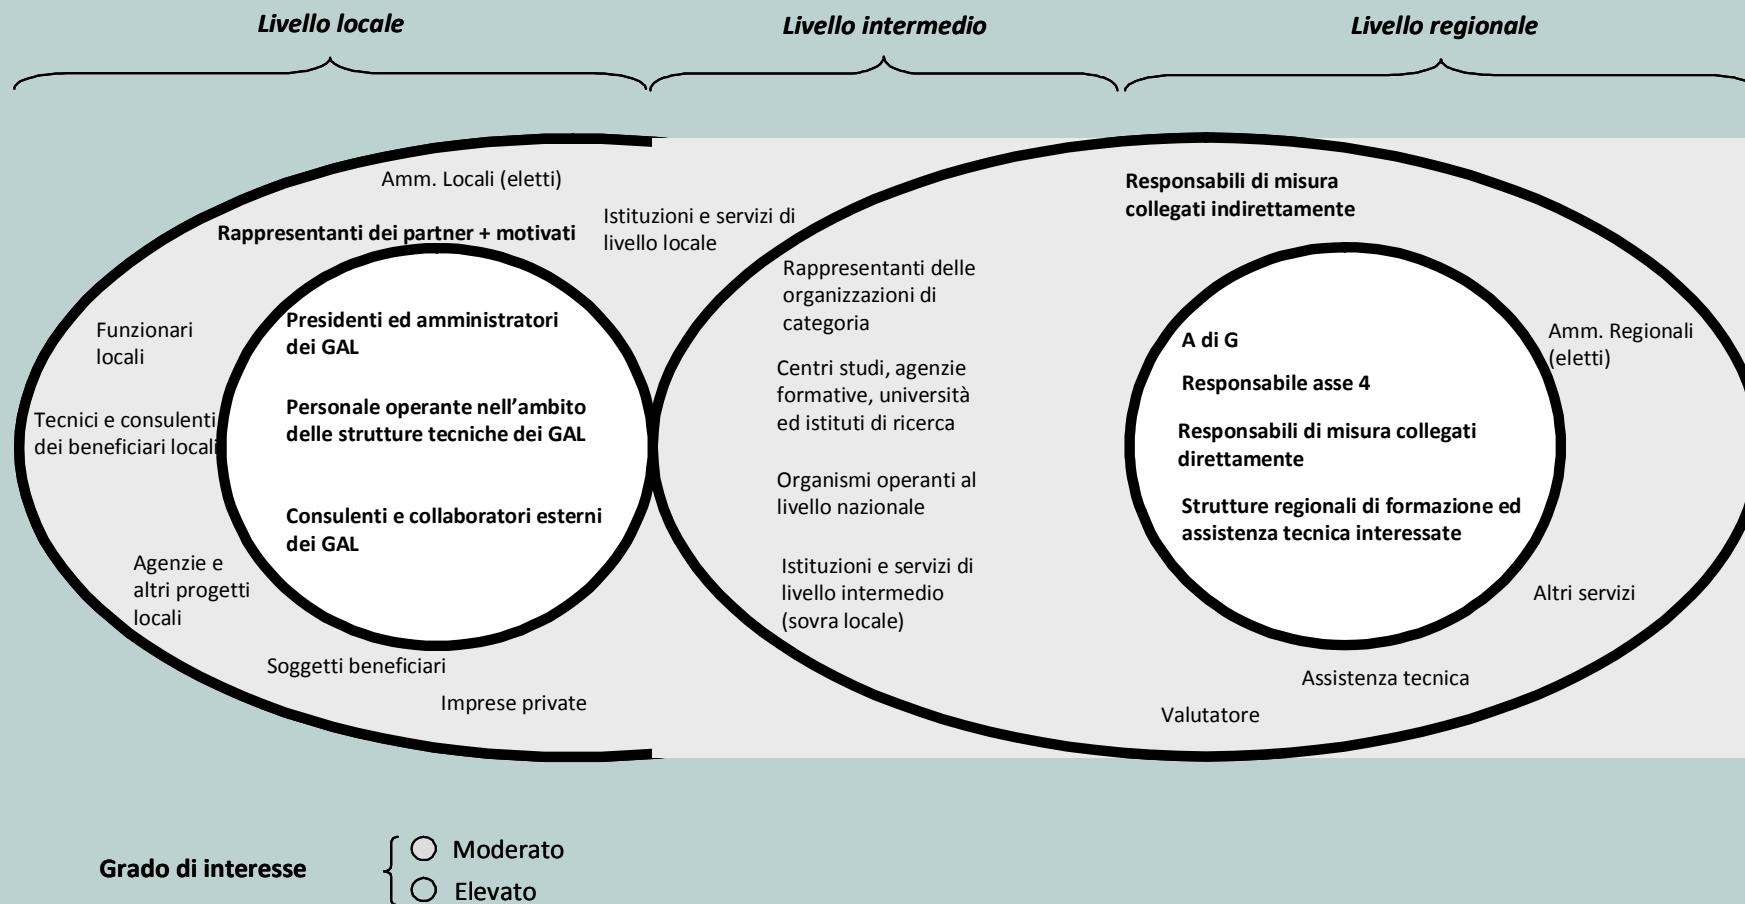 Livello locale
Livello intermedio
Livello regionale
Amm. Locali (eletti)
Rappresentanti dei partner + motivati
Istituzioni e servizi di
livello locale
Funzionari
locali
Tecnici e consulenti
dei beneficiari locali
Agenzie e
altri progetti
locali
Soggetti beneficiari
Imprese private
Presidenti ed amministratori
dei GAL
Personale operante nell’ambito
delle strutture tecniche dei GAL
Consulenti e collaboratori esterni
dei GAL
Rappresentanti delle
organizzazioni di
categoria
Centri studi, agenzie
formative, università
ed istituti di ricerca
Organismi operanti al
livello nazionale
Istituzioni e servizi di
livello intermedio
(sovra locale)
Responsabili di misura
collegati indirettamente
A di G
Responsabile asse 4
Responsabili di misura collegati
direttamente
Strutture regionali di formazione ed
assistenza tecnica interessate
Amm. Regionali
(eletti)
Altri servizi
Assistenza tecnica
Valutatore
Grado di interesse
Moderato
Elevato